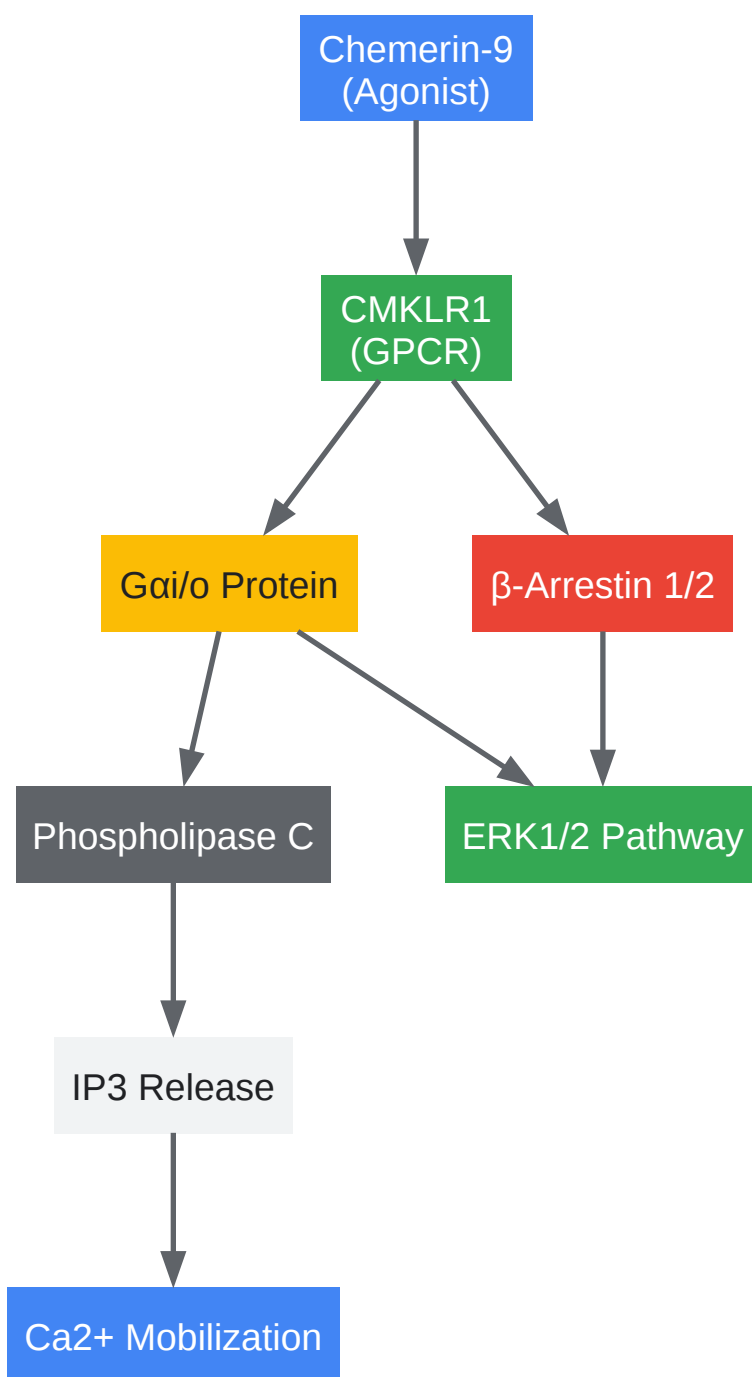 Chemerin-9
(Agonist)
CMKLR1
(GPCR)
Gαi/o Protein
β-Arrestin 1/2
Phospholipase C
ERK1/2 Pathway
IP3 Release
Ca2+ Mobilization